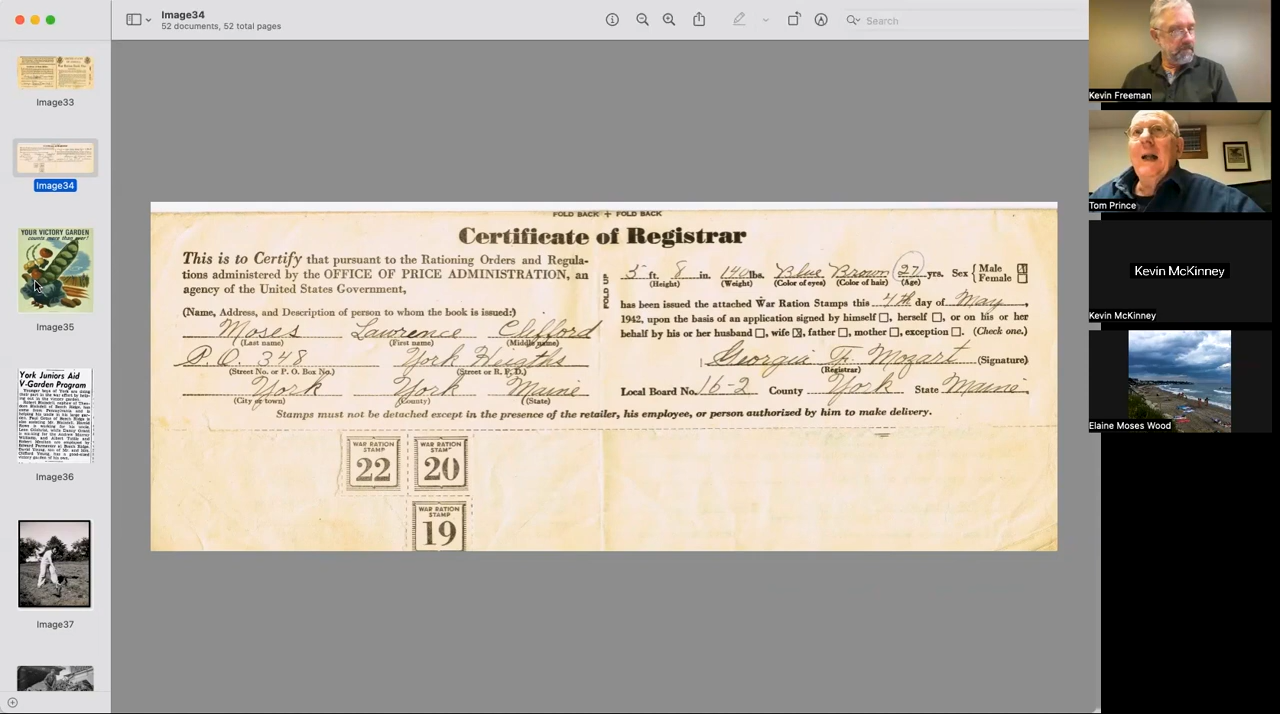 Image34
52 documents, 52 total pages
Search
Image33
Image34
YOUR VICTORY GARDEN
counts more than ever!
Image35
York Juniors Aid
V-Garden Program
Image36
Image37
FOLD BACK + FOLD BACK
Certificate of Registrar
This is to Certify that pursuant to the Rationing Orders and Regula-
tions administered by the OFFICE OF PRICE ADMINISTRATION, an
agency of the United States Government,
(Name, Address, and Description of person to whom the book is issued:)
Moses Lawrence Clifford
(Last name) (First name) (Middle name)
P.O. 348 York Heigths
(Street No. or P. O. Box No.) (Street or R. F. D.)
York York Maine
(City or town) (County) (State)
FOLD UP
5 ft. 8 in. 140 lbs. Blue Brown 27 yrs. Sex Male
Female
(Height) (Weight) (Color of eyes) (Color of hair) (Age)
has been issued the attached War Ration Stamps this 4th day of May,
1942, upon the basis of an application signed by himself, herself, or on his or her
behalf by his or her husband, wife, father, mother, exception. (Check one.)
Georgia F. Mozart (Signature)
(Registrar)
Local Board No. 16-2 County York State Maine
Stamps must not be detached except in the presence of the retailer, his employee, or person authorized by him to make delivery.
WAR RATION
STAMP
22
WAR RATION
STAMP
20
WAR RATION
STAMP
19
Kevin Freeman
Tom Prince
Kevin McKinney
Kevin McKinney
Elaine Moses Wood